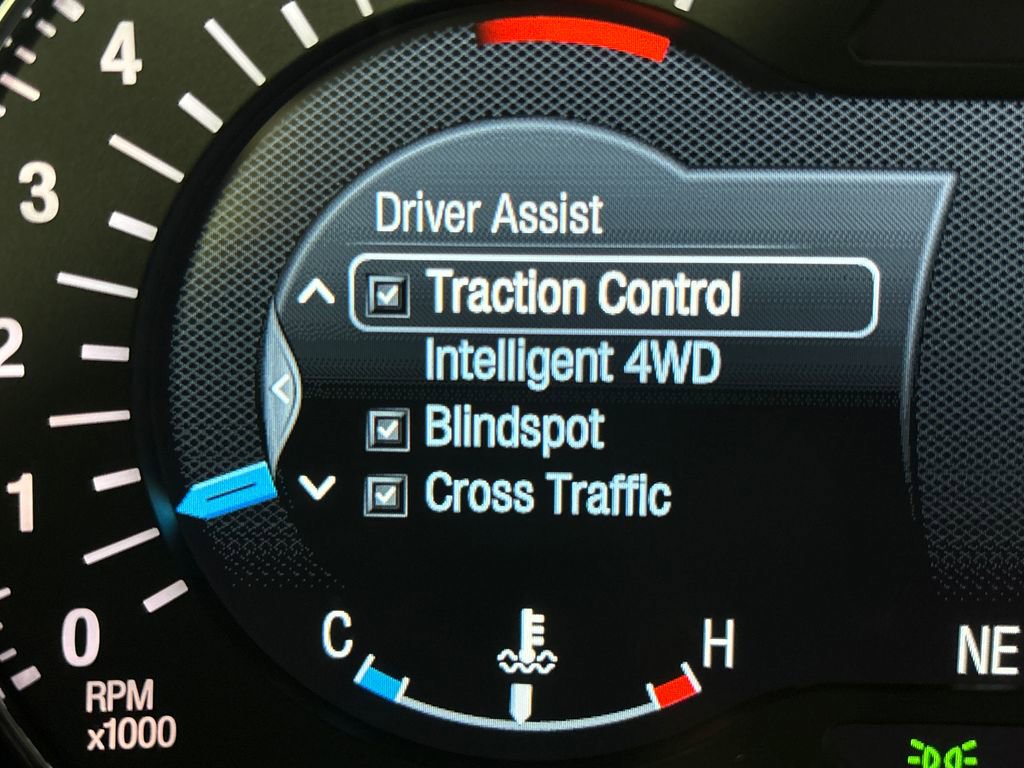 4
3
2
1
0
RPM
x1000
Driver Assist
Traction Control
Intelligent 4WD
Blindspot
Cross Traffic
C
H
NE